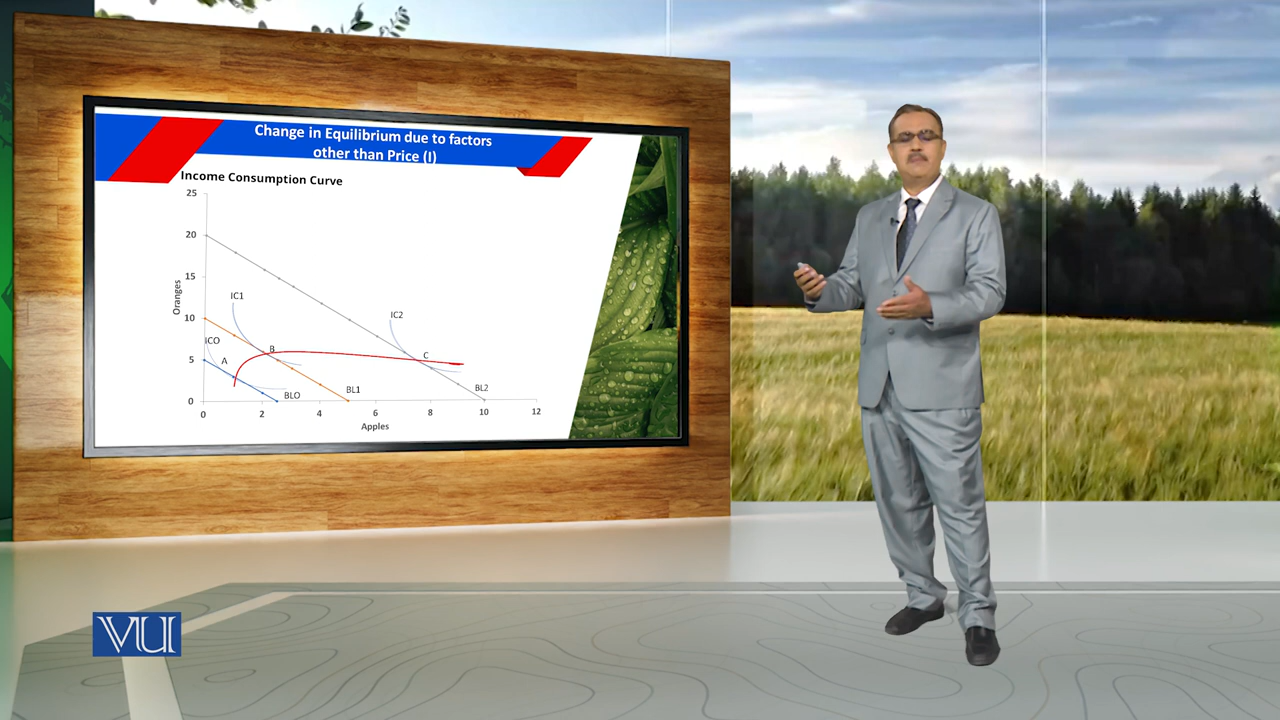 Change in Equilibrium due to factors
other than Price (I)
Income Consumption Curve
25
20
15
10
5
0
Oranges
IC1
IC2
ICO
A
B
C
BLO
BL1
BL2
0
2
4
6
8
10
12
Apples
VU